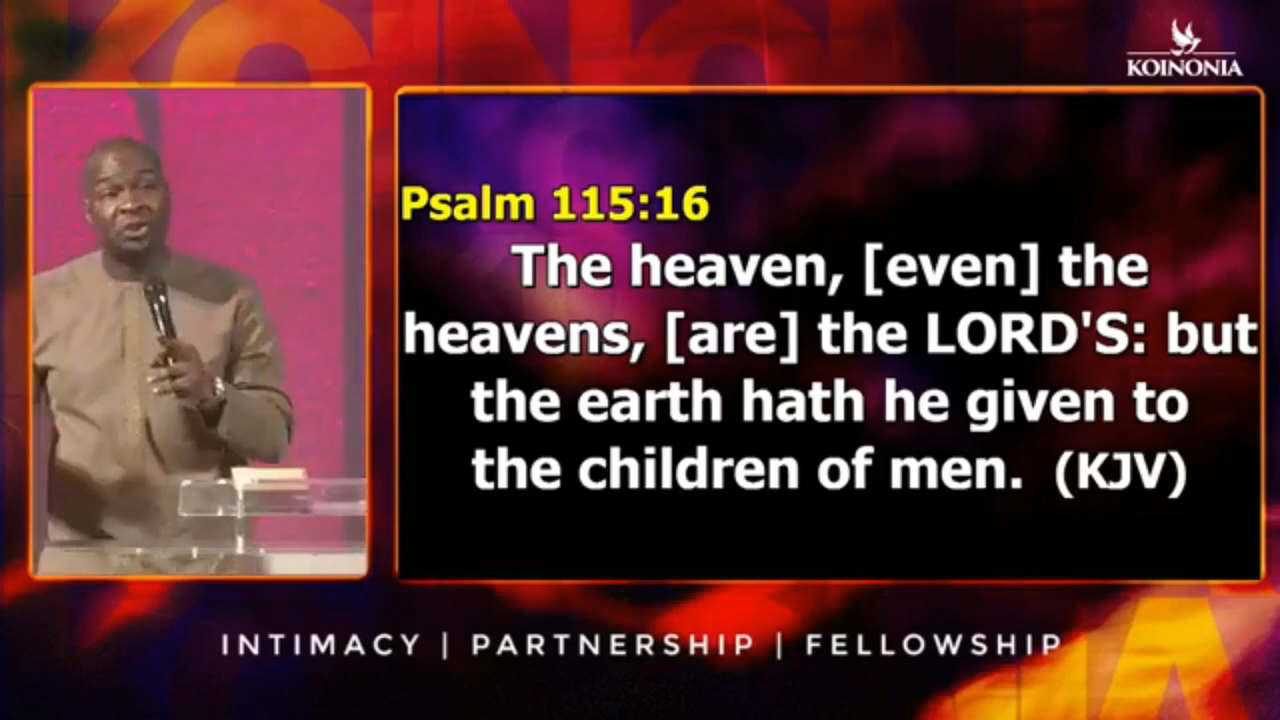 KOINONIA
Psalm 115:16
The heaven, [even] the
heavens, [are] the LORD'S: but
the earth hath he given to
the children of men. (KJV)
INTIMACY | PARTNERSHIP | FELLOWSHIP